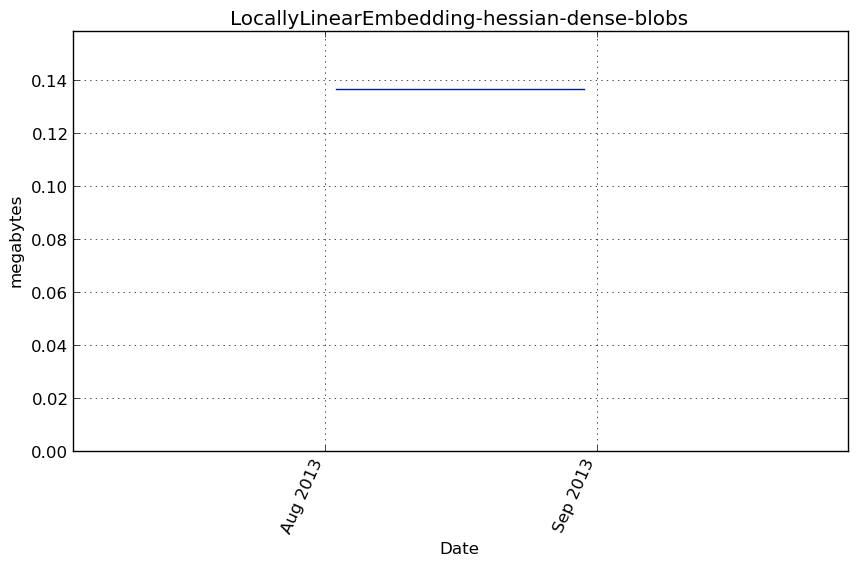 LocallyLinearEmbedding-hessian-dense-blobs
0.14
0.12
0.10
0.08
0.06
0.04
0.02
0.00
megabytes
Aug 2013
Sep 2013
Date